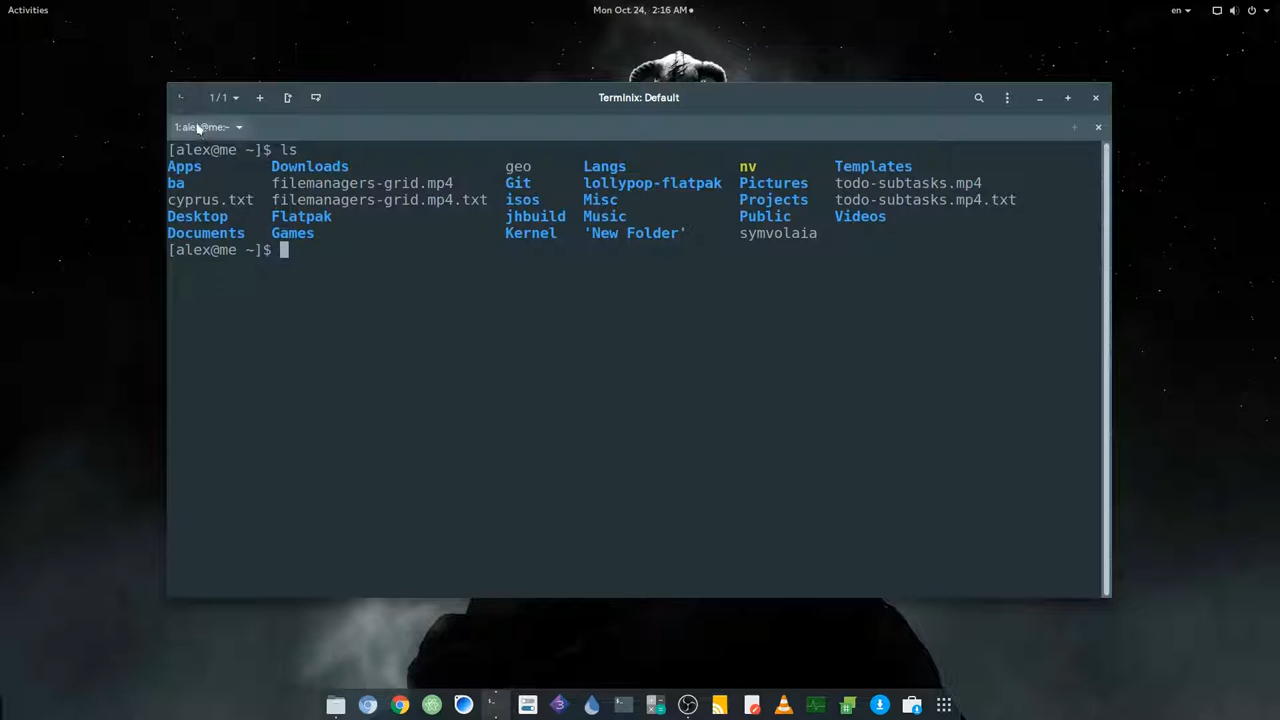 Activities
Mon Oct 24, 2:16 AM
en
1 / 1
Terminix: Default
1: alex@me:~
[alex@me ~]$ ls
Apps Downloads geo Langs nv Templates
ba filemanagers-grid.mp4 Git lollypop-flatpak Pictures todo-subtasks.mp4
cyprus.txt filemanagers-grid.mp4.txt isos Misc Projects todo-subtasks.mp4.txt
Desktop Flatpak jhbuild Music Public Videos
Documents Games Kernel 'New Folder' symvolaia
[alex@me ~]$